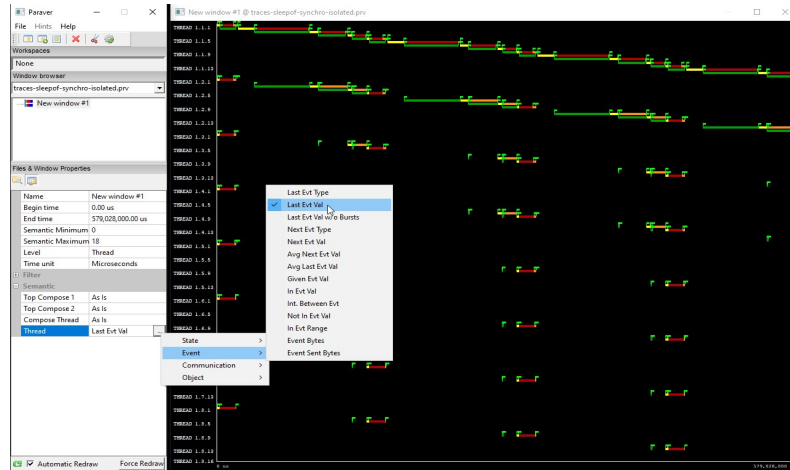 Paraver
File Hints Help
Workspaces
None
Window browser
traces-sleepof-synchro-isolated.prv
New window #1
Files & Window Properties
Name New window #1
Begin time 0.00 us
End time 579,028,000.00 us
Semantic Minimum 0
Semantic Maximum 18
Level Thread
Time unit Microseconds
Filter
Semantic
Top Compose 1 As Is
Top Compose 2 As Is
Compose Thread As Is
Thread Last Evt Val ...
Automatic Redraw Force Redraw
New window #1 @ traces-sleepof-synchro-isolated.prv
THREAD 1.1.1
THREAD 1.1.5
THREAD 1.1.9
THREAD 1.1.13
THREAD 1.2.1
THREAD 1.2.5
THREAD 1.2.9
THREAD 1.2.13
THREAD 1.3.1
THREAD 1.3.5
THREAD 1.3.9
THREAD 1.3.13
THREAD 1.4.1
THREAD 1.4.5
THREAD 1.4.9
THREAD 1.4.13
THREAD 1.5.1
THREAD 1.5.5
THREAD 1.5.9
THREAD 1.5.13
THREAD 1.6.1
THREAD 1.6.5
THREAD 1.6.9
THREAD 1.7.13
THREAD 1.8.1
THREAD 1.8.5
THREAD 1.8.9
THREAD 1.8.13
THREAD 1.8.16
0 us
579,028,000
State >
Event >
Communication >
Object >
Last Evt Type
Last Evt Val
Last Evt Val w/o Bursts
Next Evt Type
Next Evt Val
Avg Next Evt Val
Avg Last Evt Val
Given Evt Val
In Evt Val
Int. Between Evt
Not In Evt Val
In Evt Range
Event Bytes
Event Sent Bytes